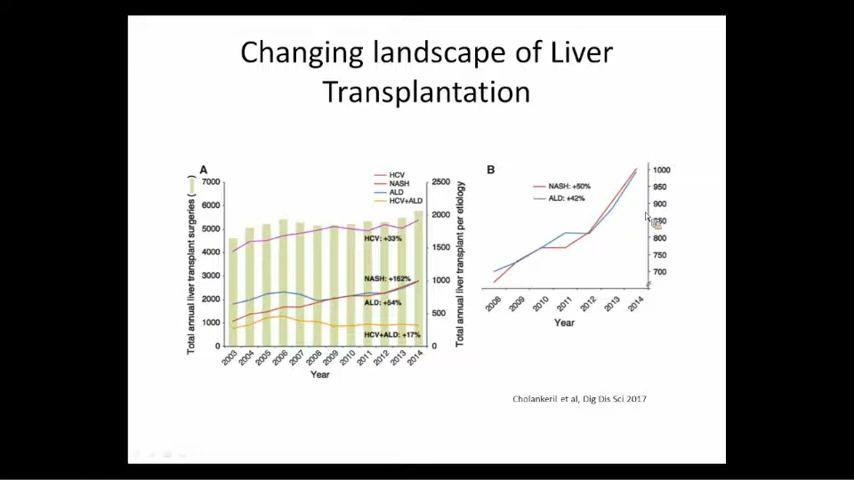 Changing landscape of Liver
Transplantation
A
HCV
NASH
ALD
HCV+ALD
Total annual liver transplant surgeries ( )
7000
6000
5000
4000
3000
2000
1000
0
2500
2000
1500
1000
500
0
Total annual liver transplant per etiology
HCV: +33%
NASH: +162%
ALD: +54%
HCV+ALD: +17%
2003 2004 2005 2006 2007 2008 2009 2010 2011 2012 2013 2014
Year
B
NASH: +50%
ALD: +42%
1000
950
900
850
800
750
700
2008 2009 2010 2011 2012 2013 2014
Year
Cholankeril et al, Dig Dis Sci 2017